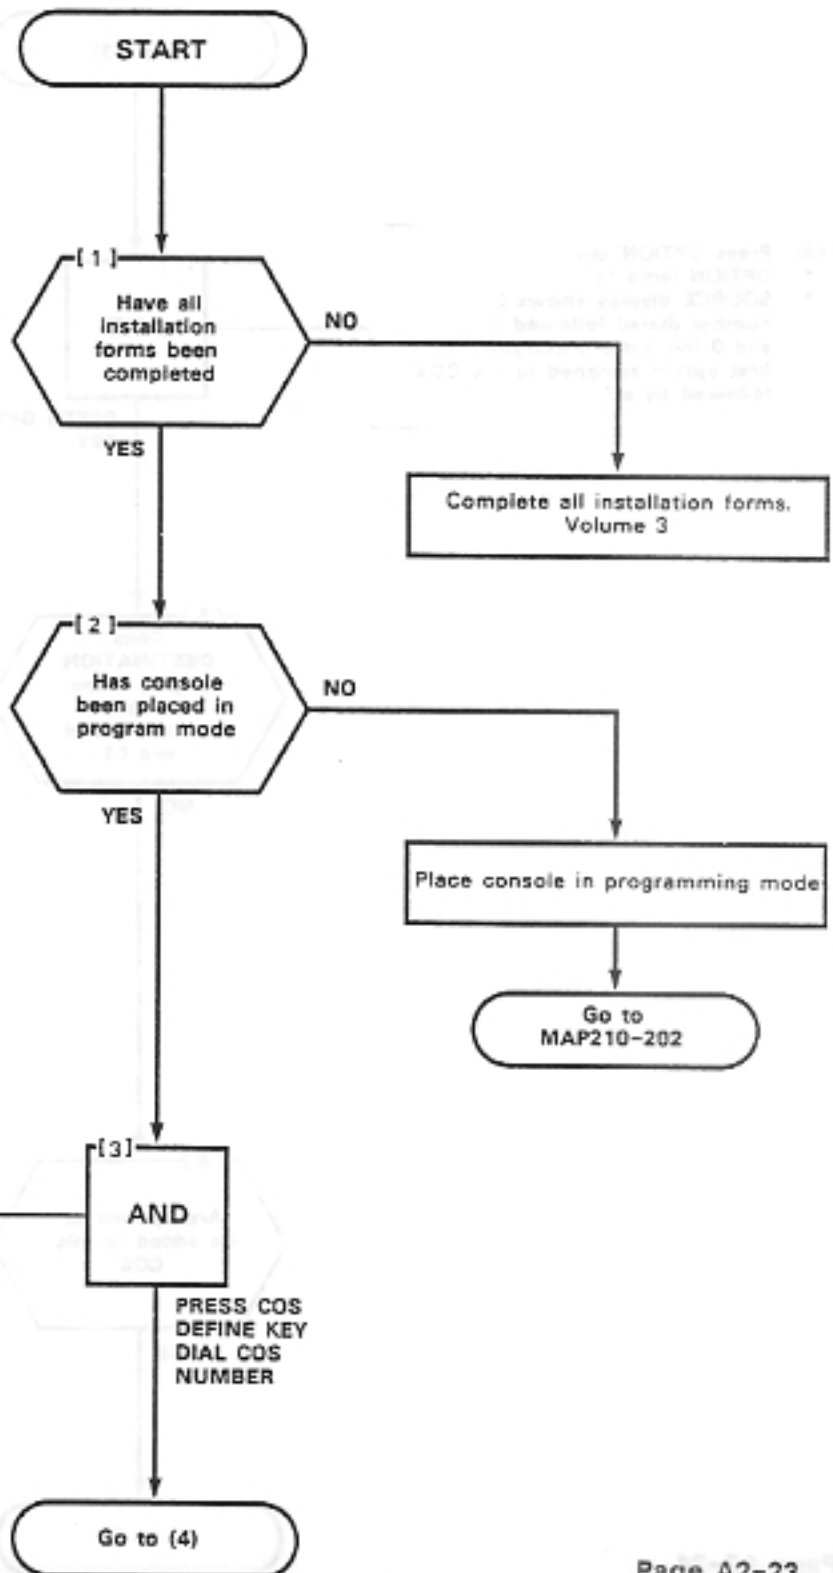 START
[1]
Have all
installation
forms been
completed
NO
YES
Complete all installation forms.
Volume 3
[2]
Has console
been placed in
program mode
NO
YES
Place console in programming mode
Go to
MAP210-202
[3]
AND
PRESS COS
DEFINE KEY
DIAL COS
NUMBER
Go to (4)
Page A2-23